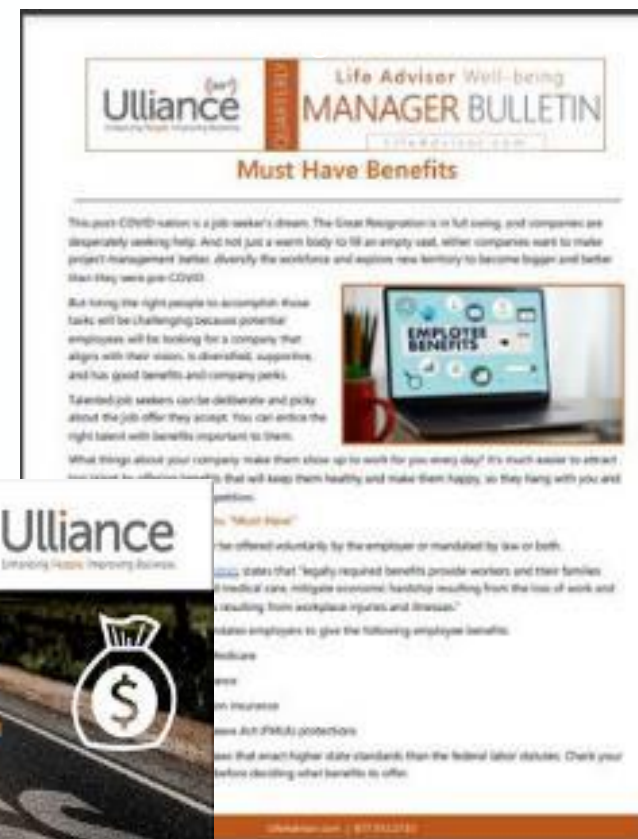 Ulliance
Enhancing People. Improving Business.
QUARTERLY
Life Advisor Well-being
MANAGER BULLETIN
LifeAdvisor.com
Must Have Benefits
This post-COVID nation is a job seeker's dream. The Great Resignation is in full swing, and companies are
desperately seeking help. And not just a warm body to fill an empty seat, either companies want to make
project management better, diversify the workforce and explore new territory to become bigger and better
than they were pre-COVID.
But hiring the right people to accomplish those
tasks will be challenging because potential
employees will be looking for a company that
aligns with their vision, is diversified, supportive,
and has good benefits and company perks.
Talented job seekers can be deliberate and picky
about the job offer they accept. You can entice the
right talent with benefits important to them.
EMPLOYEE
BENEFITS
What things about your company make them show up to work for you every day? It's much easier to attract
top talent by offering benefits that will keep them healthy and make them happy, so they hang with you and
"Must Have"
be offered voluntarily by the employer or mandated by law or both.
states that "legally required benefits provide workers and their families
medical care, mitigate economic hardship resulting from the loss of work and
resulting from workplace injuries and illnesses."
employers to give the following employee benefits:
Medicare
insurance
Act (FMLA) protections
that enact higher state standards than the federal labor statutes. Check your
before deciding what benefits to offer.
Ulliance
Enhancing People. Improving Business.
$
LifeAdvisor.com